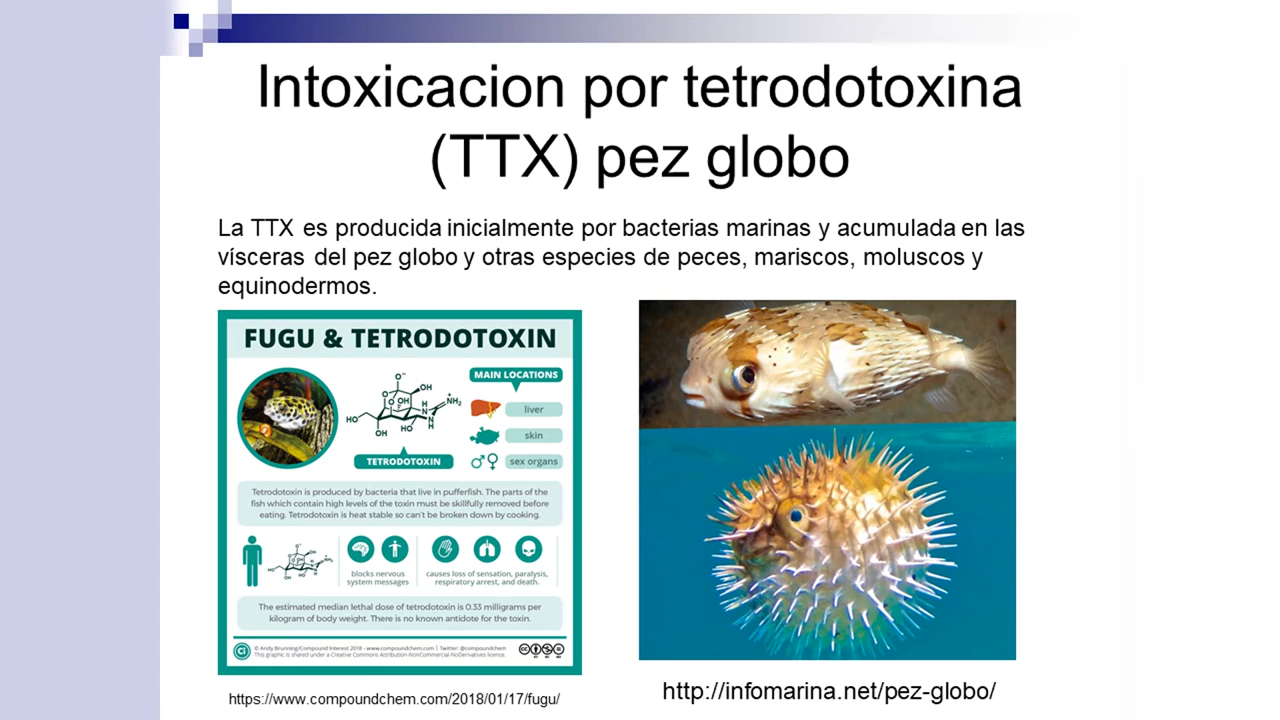 Intoxicacion por tetrodotoxina
(TTX) pez globo
La TTX es producida inicialmente por bacterias marinas y acumulada en las
vísceras del pez globo y otras especies de peces, mariscos, moluscos y
equinodermos.
FUGU & TETRODOTOXIN
MAIN LOCATIONS
liver
skin
sex organs
O⁻
OH
O
O
OH
H
N
NH₂
+
HO
N
H
OH
HO
TETRODOTOXIN
Tetrodotoxin is produced by bacteria that live in pufferfish. The parts of the
fish which contain high levels of the toxin must be skillfully removed before
eating. Tetrodotoxin is heat stable so can't be broken down by cooking.
blocks nervous
system messages
causes loss of sensation, paralysis,
respiratory arrest, and death.
The estimated median lethal dose of tetrodotoxin is 0.33 milligrams per
kilogram of body weight. There is no known antidote for the toxin.
Ci
© Andy Brunning/Compound Interest 2018 - www.compoundchem.com | Twitter: @compoundchem
This graphic is shared under a Creative Commons Attribution-NonCommercial-NoDerivatives licence.
https://www.compoundchem.com/2018/01/17/fugu/
http://infomarina.net/pez-globo/